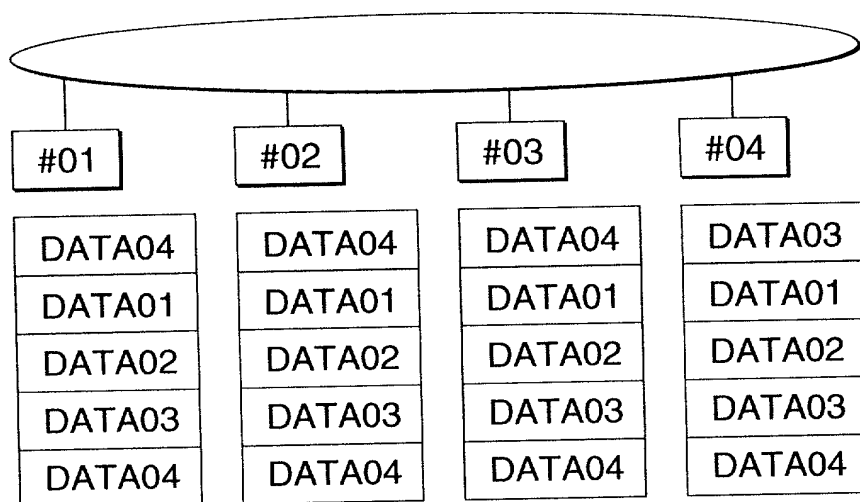 #01 #02 #03 #04
DATA04 DATA04 DATA04 DATA03
DATA01 DATA01 DATA01 DATA01
DATA02 DATA02 DATA02 DATA02
DATA03 DATA03 DATA03 DATA03
DATA04 DATA04 DATA04 DATA04